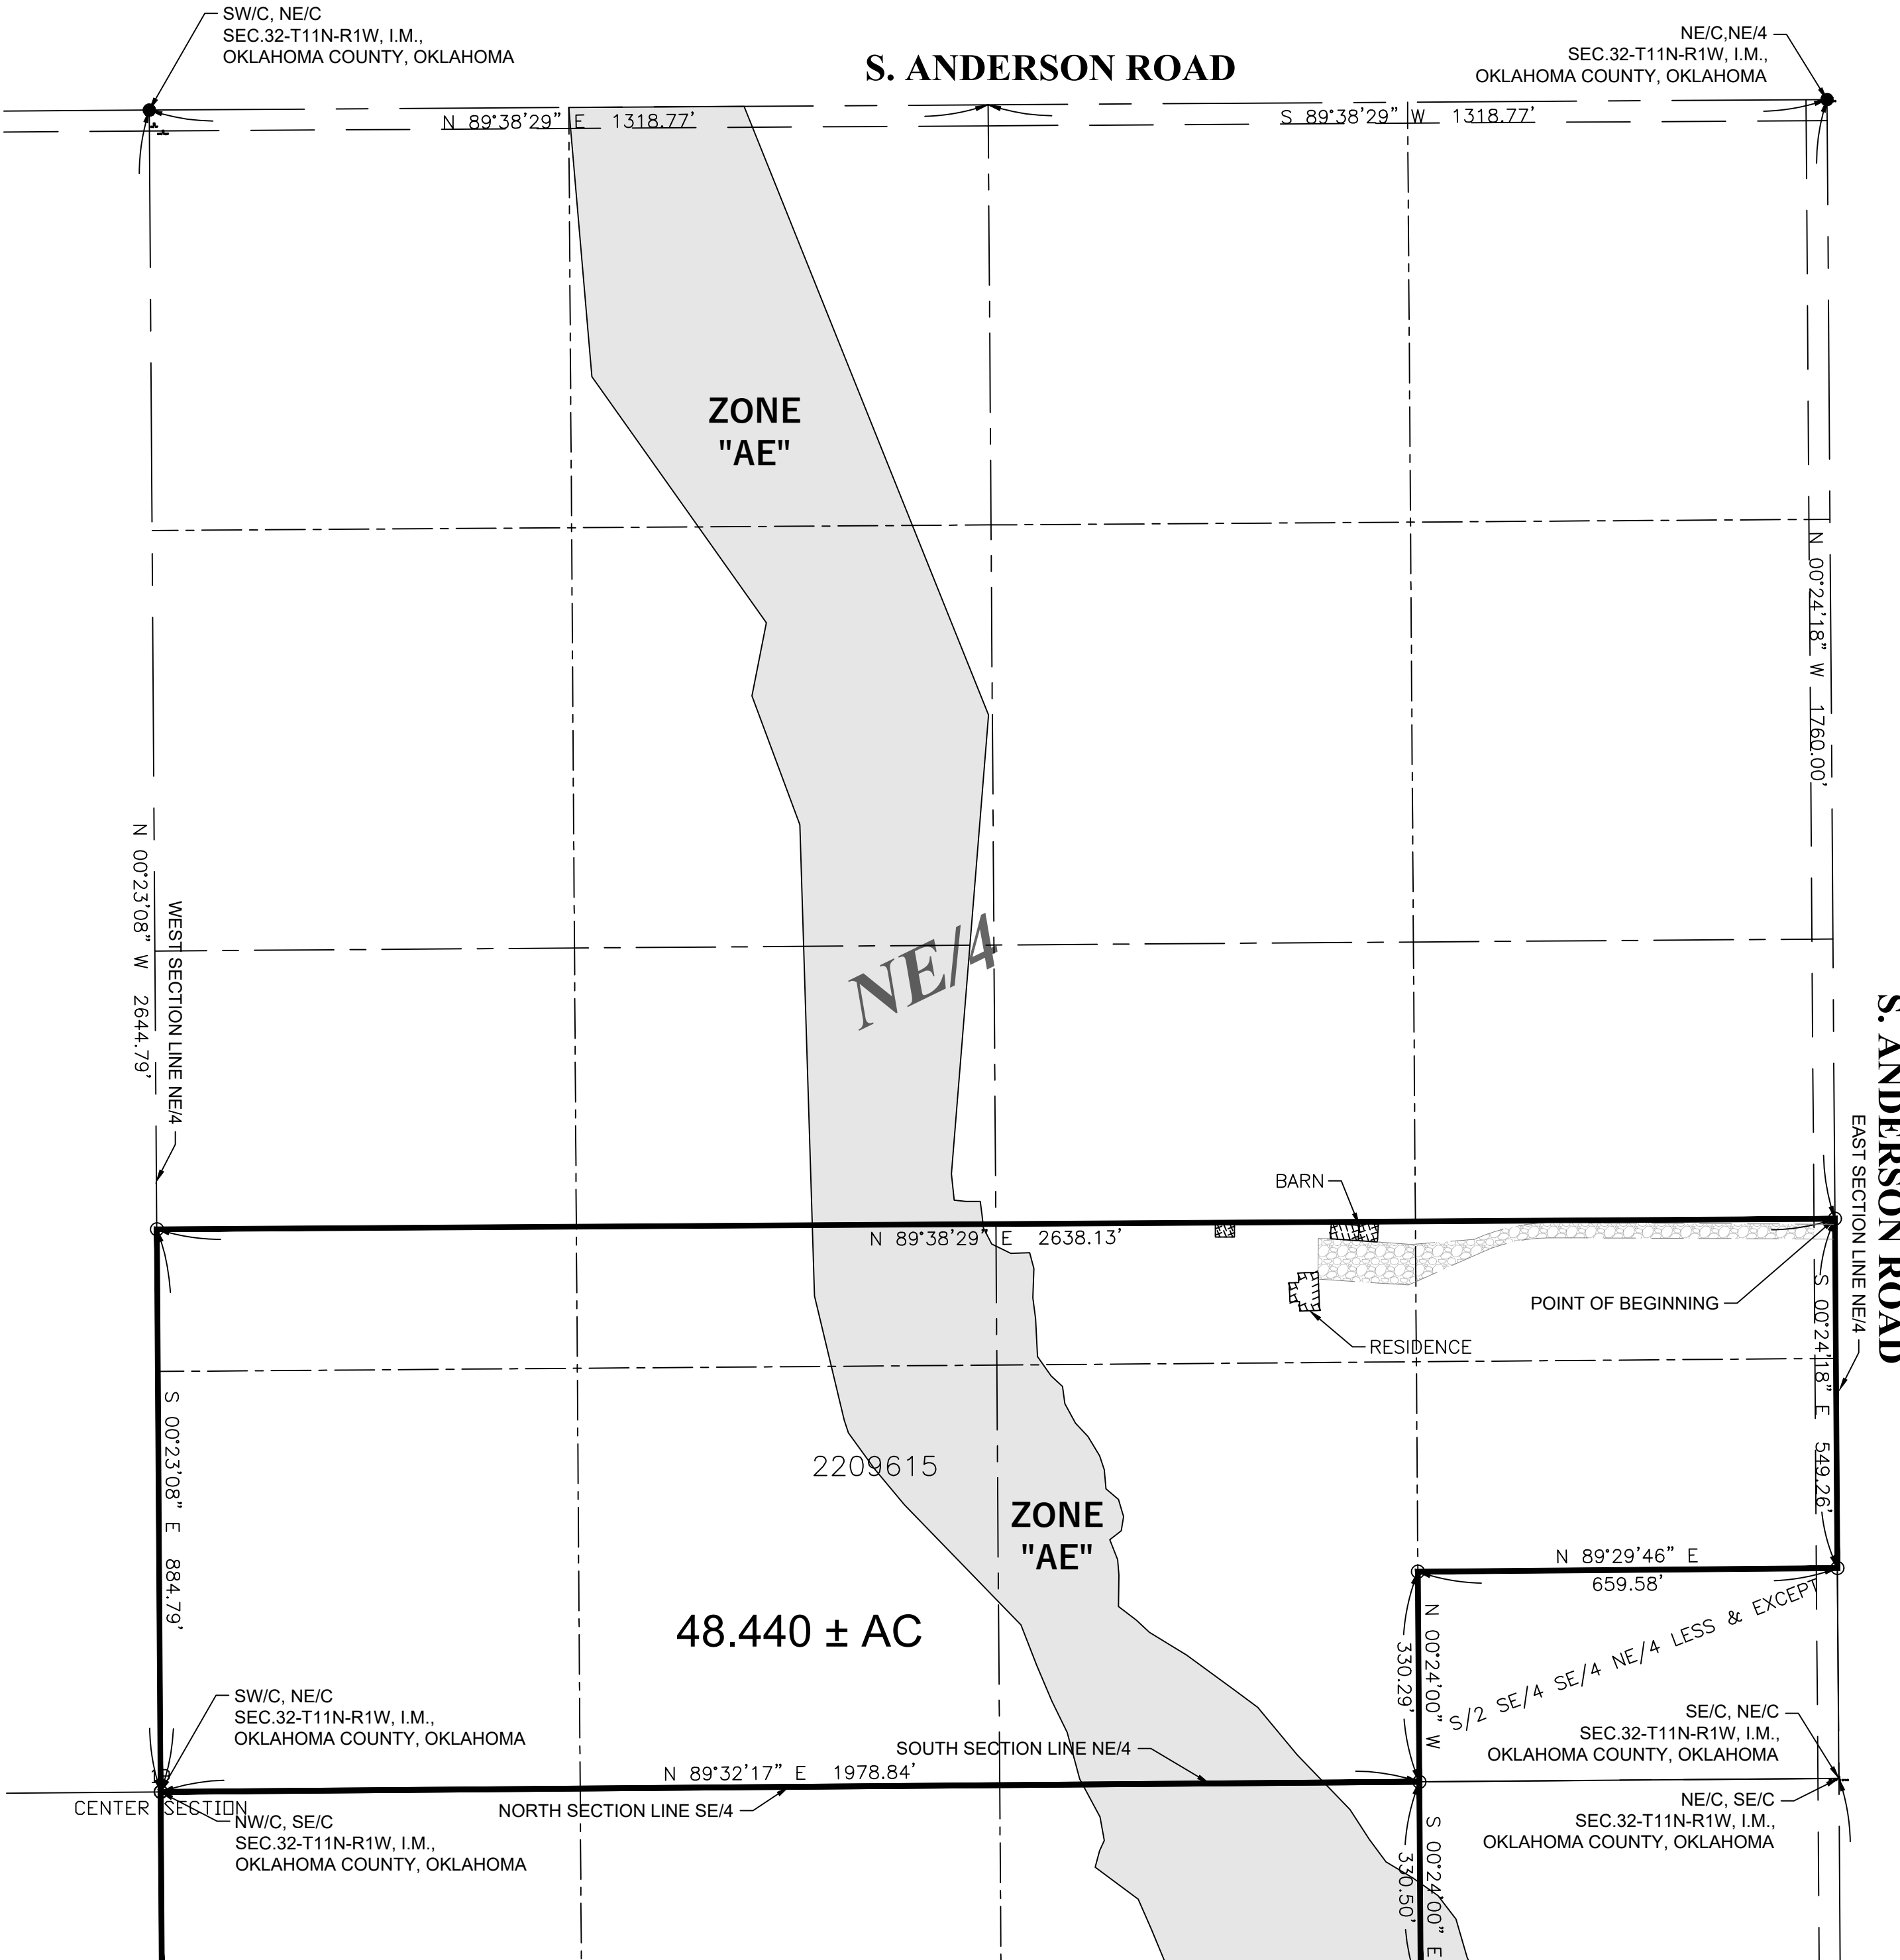 SW/C, NE/C
SEC.32-T11N-R1W, I.M.,
OKLAHOMA COUNTY, OKLAHOMA
S. ANDERSON ROAD
NE/C,NE/4
SEC.32-T11N-R1W, I.M.,
OKLAHOMA COUNTY, OKLAHOMA
N 89°38'29" E 1318.77'
S 89°38'29" W 1318.77'
ZONE
"AE"
N 00°24'18" W 1760.00'
N 00°23'08" W 2644.79'
WEST SECTION LINE NE/4
NE/4
S. ANDERSON ROAD
EAST SECTION LINE NE/4
BARN
N 89°38'29" E 2638.13'
POINT OF BEGINNING
RESIDENCE
S 00°24'18" E 549.26'
S 00°23'08" E 884.79'
2209615
ZONE
"AE"
N 89°29'46" E
659.58'
48.440 ± AC
N 00°24'00" W
330.29'
S/2 SE/4 SE/4 NE/4 LESS & EXCEPT
SW/C, NE/C
SEC.32-T11N-R1W, I.M.,
OKLAHOMA COUNTY, OKLAHOMA
SE/C, NE/C
SEC.32-T11N-R1W, I.M.,
OKLAHOMA COUNTY, OKLAHOMA
SOUTH SECTION LINE NE/4
N 89°32'17" E 1978.84'
CENTER SECTION
NORTH SECTION LINE SE/4
NW/C, SE/C
SEC.32-T11N-R1W, I.M.,
OKLAHOMA COUNTY, OKLAHOMA
NE/C, SE/C
SEC.32-T11N-R1W, I.M.,
OKLAHOMA COUNTY, OKLAHOMA
S 00°24'00" E
330.50'